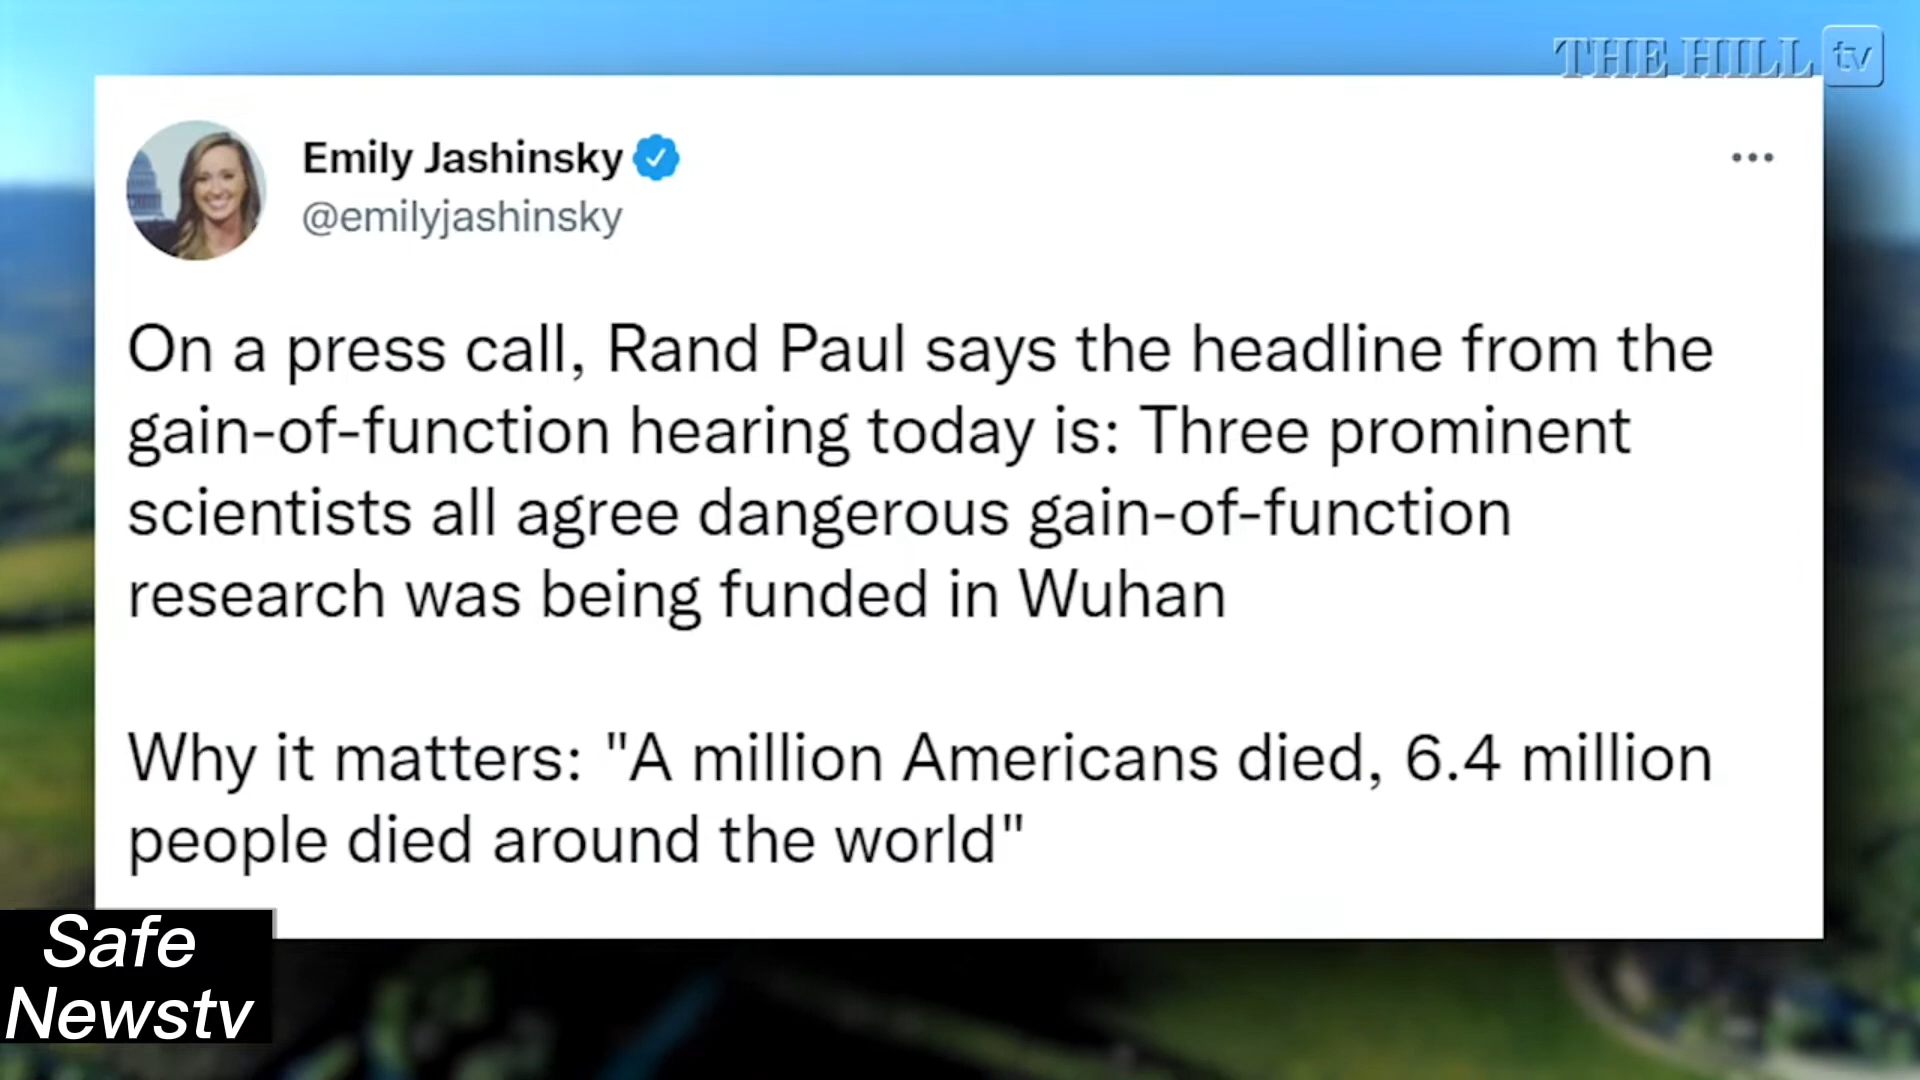 THE HILL tv
Emily Jashinsky
@emilyjashinsky
On a press call, Rand Paul says the headline from the
gain-of-function hearing today is: Three prominent
scientists all agree dangerous gain-of-function
research was being funded in Wuhan
Why it matters: "A million Americans died, 6.4 million
people died around the world"
Safe
Newstv